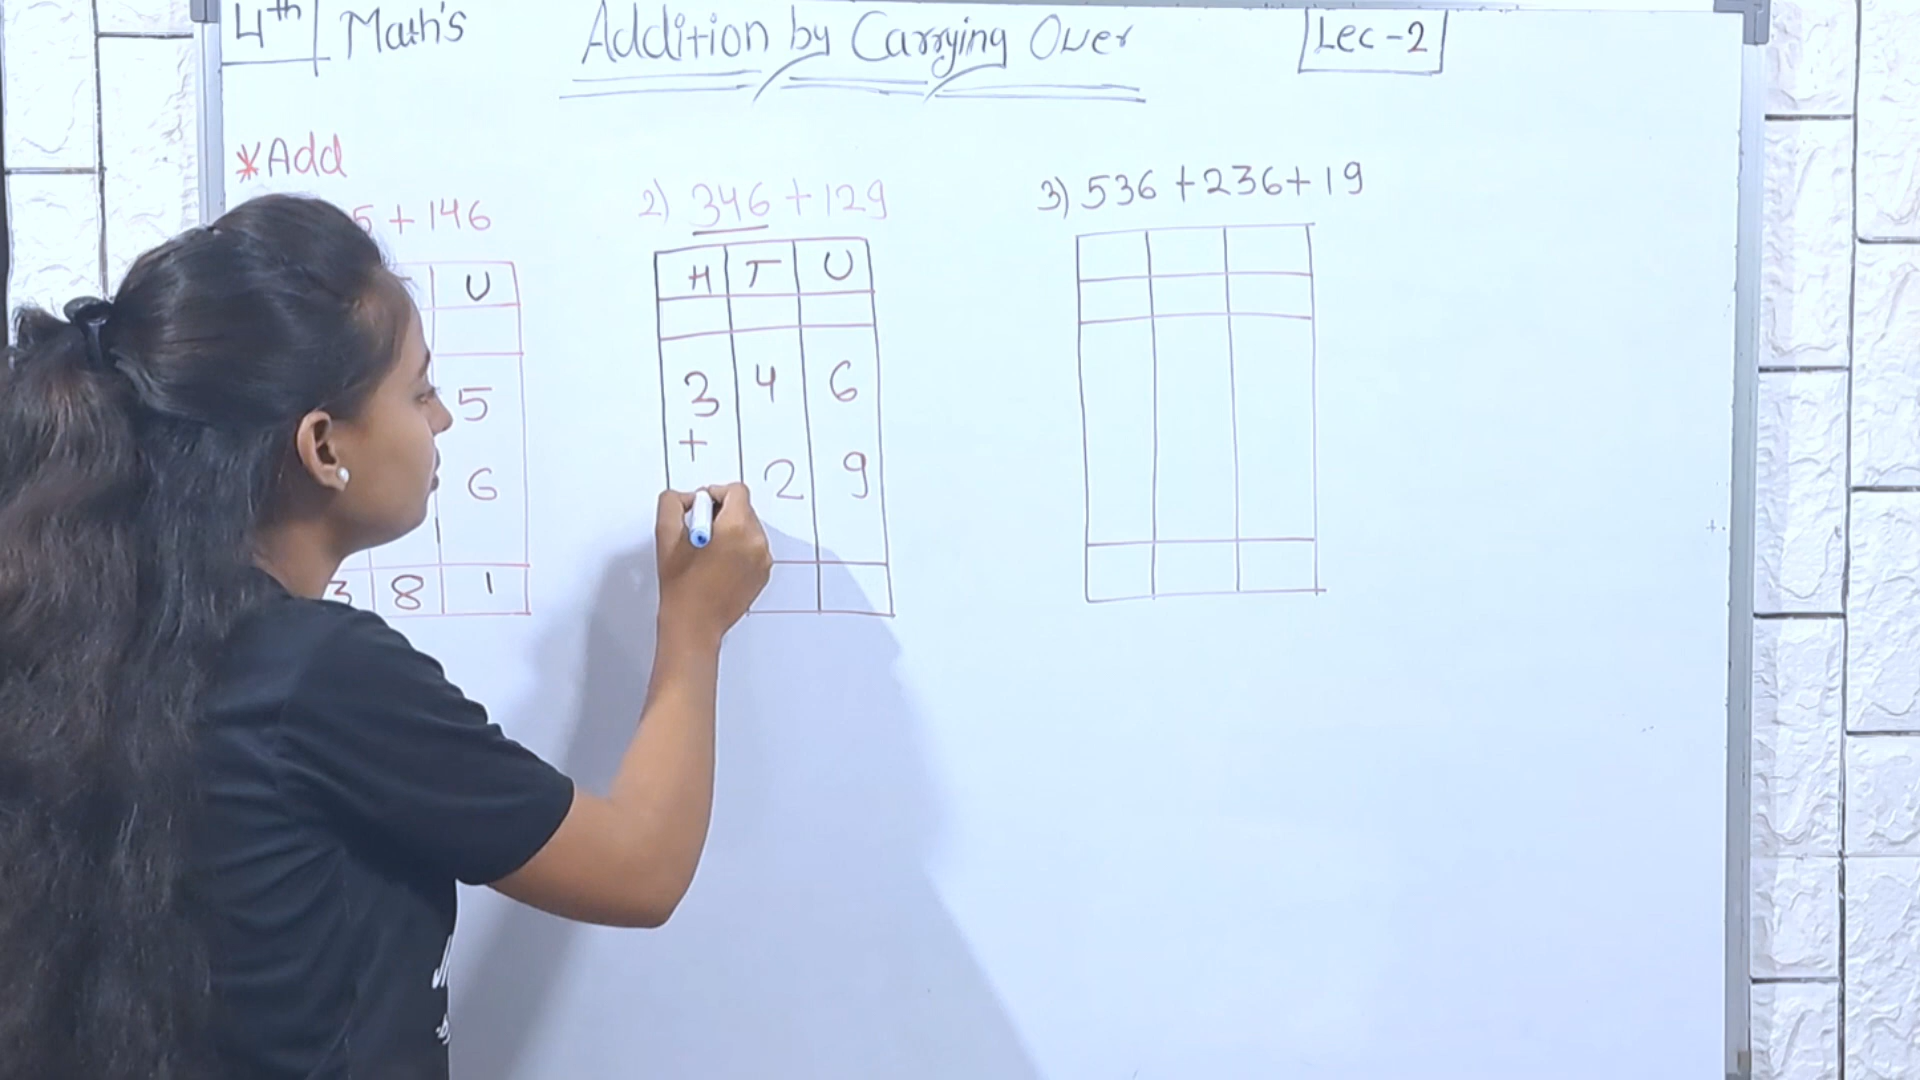 4th Math's Addition by Carrying Over Lec-2
*Add
5+146 2) 346+129 3) 536+236+19
U H T U
5 3 4 6
+
6 2 9
3 8 1